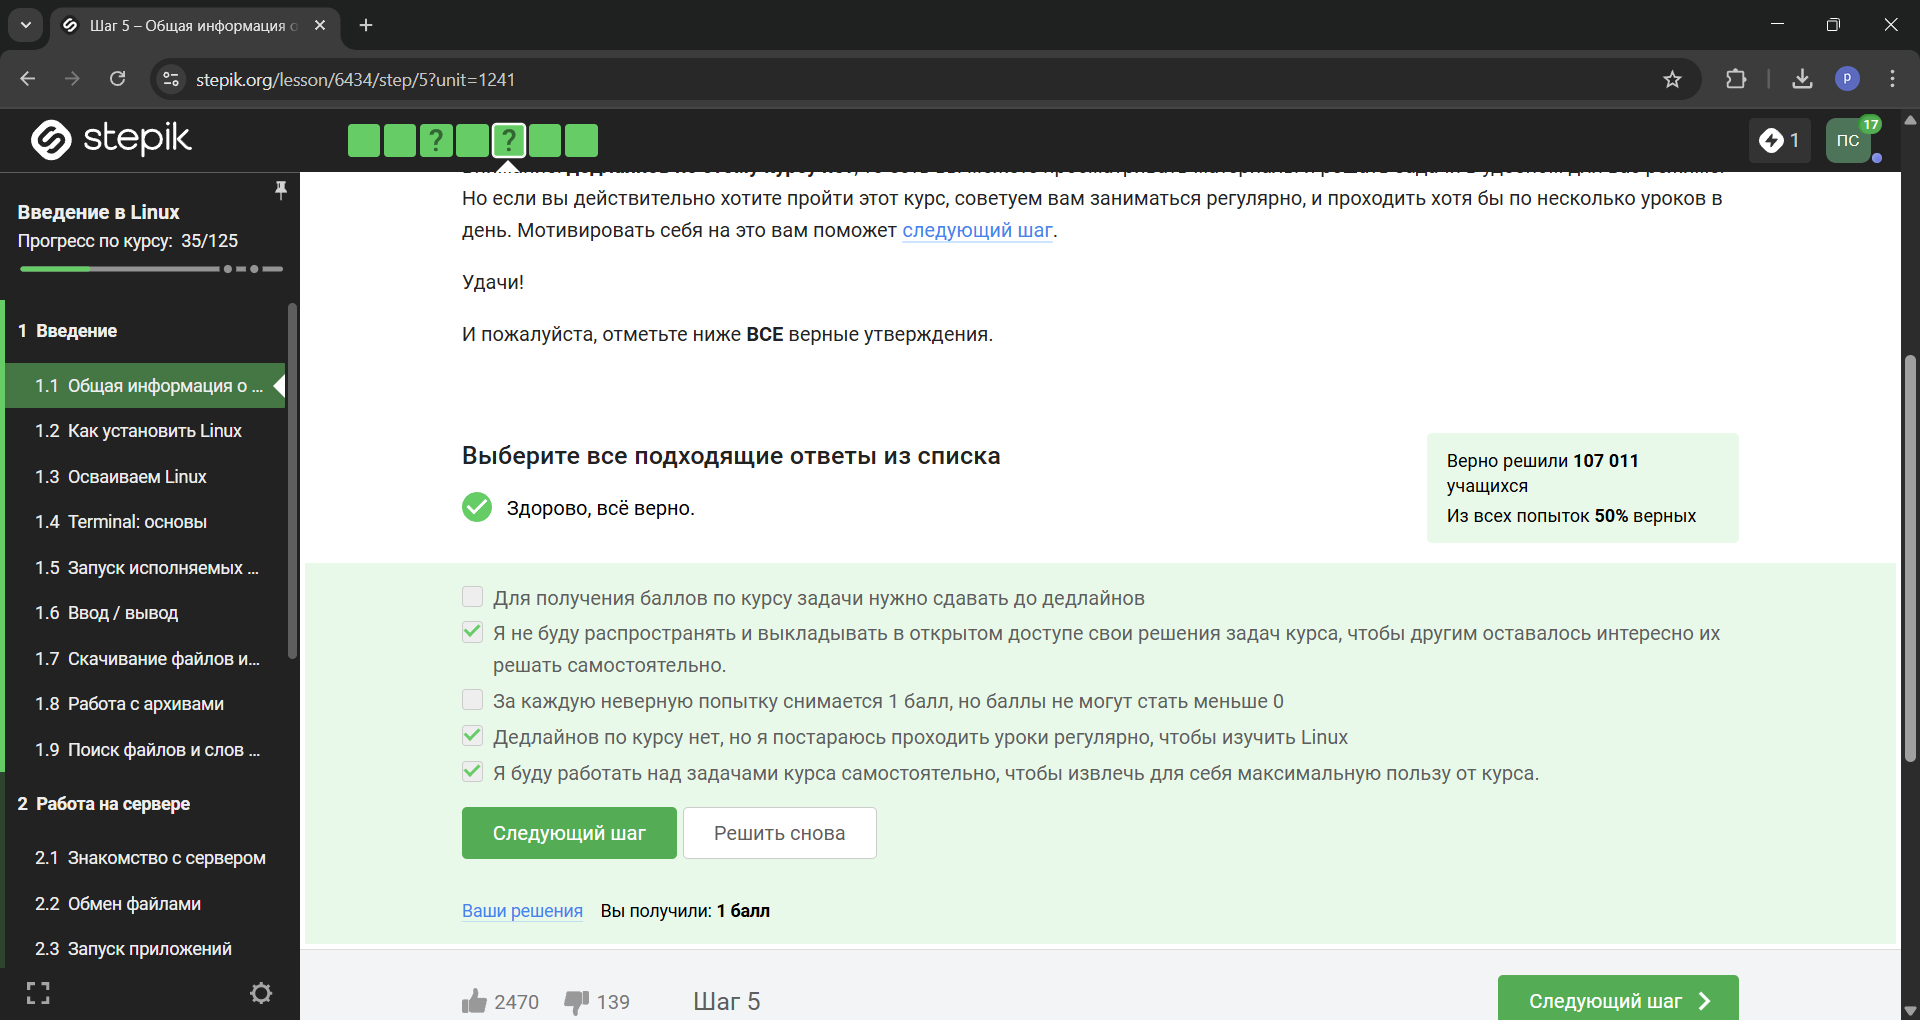 Шаг 5 – Общая информация о
stepik.org/lesson/6434/step/5?unit=1241
P
stepik
?
?
1
ПС
17
Введение в Linux
Прогресс по курсу: 35/125
1 Введение
1.1 Общая информация о ...
1.2 Как установить Linux
1.3 Осваиваем Linux
1.4 Terminal: основы
1.5 Запуск исполняемых ...
1.6 Ввод / вывод
1.7 Скачивание файлов и...
1.8 Работа с архивами
1.9 Поиск файлов и слов ...
2 Работа на сервере
2.1 Знакомство с сервером
2.2 Обмен файлами
2.3 Запуск приложений
Но если вы действительно хотите пройти этот курс, советуем вам заниматься регулярно, и проходить хотя бы по несколько уроков в
день. Мотивировать себя на это вам поможет следующий шаг.
Удачи!
И пожалуйста, отметьте ниже ВСЕ верные утверждения.
Выберите все подходящие ответы из списка
Здорово, всё верно.
Верно решили 107 011
учащихся
Из всех попыток 50% верных
Для получения баллов по курсу задачи нужно сдавать до дедлайнов
Я не буду распространять и выкладывать в открытом доступе свои решения задач курса, чтобы другим оставалось интересно их
решать самостоятельно.
За каждую неверную попытку снимается 1 балл, но баллы не могут стать меньше 0
Дедлайнов по курсу нет, но я постараюсь проходить уроки регулярно, чтобы изучить Linux
Я буду работать над задачами курса самостоятельно, чтобы извлечь для себя максимальную пользу от курса.
Следующий шаг
Решить снова
Ваши решения Вы получили: 1 балл
2470
139
Шаг 5
Следующий шаг